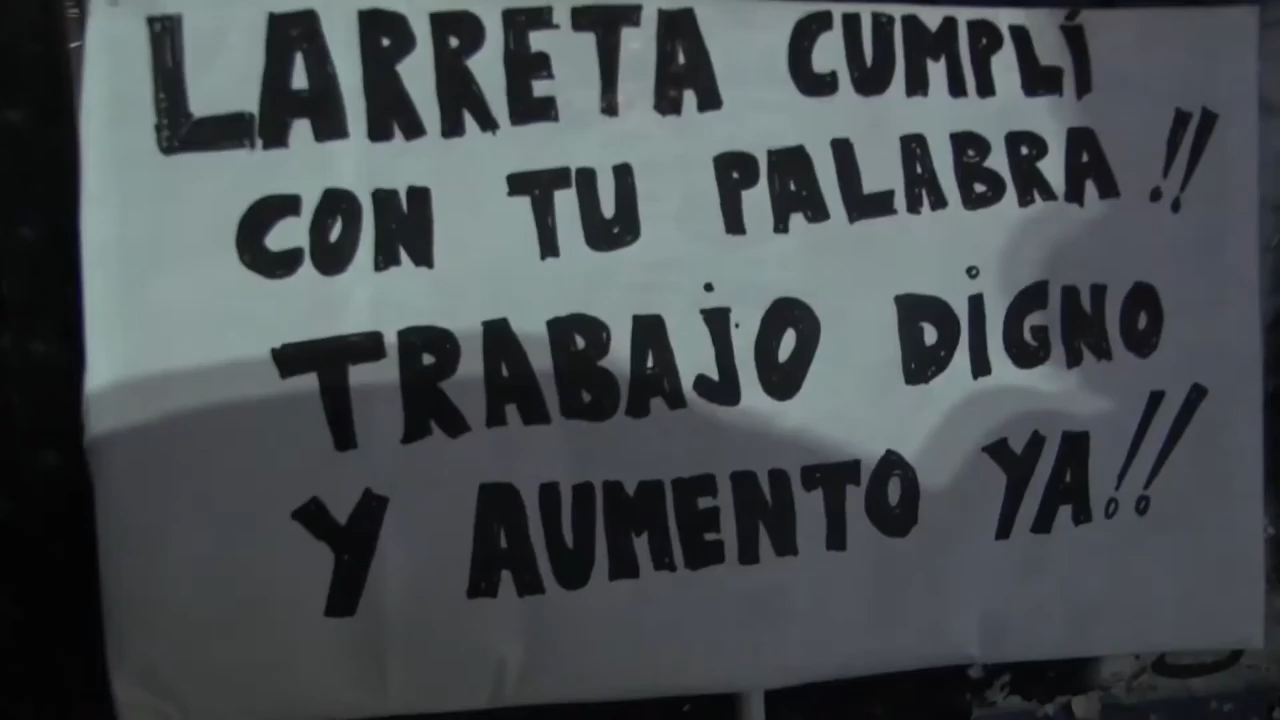 LARRETA CUMPLÍ
CON TU PALABRA!!
TRABAJO DIGNO
Y AUMENTO YA!!